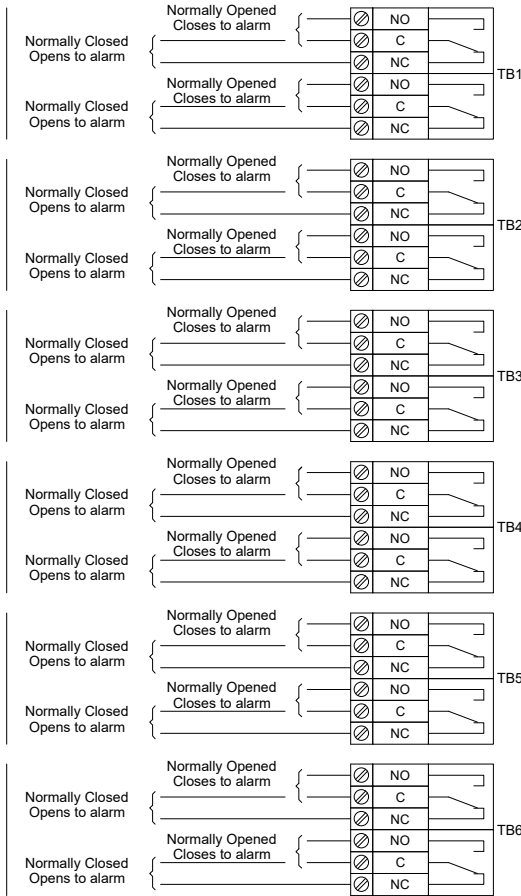 Normally Opened
Closes to alarm
NO
Normally Closed
Opens to alarm
C
NC
TB1
Normally Opened
Closes to alarm
NO
Normally Closed
Opens to alarm
C
NC
Normally Opened
Closes to alarm
NO
Normally Closed
Opens to alarm
C
NC
TB2
Normally Opened
Closes to alarm
NO
Normally Closed
Opens to alarm
C
NC
Normally Opened
Closes to alarm
NO
Normally Closed
Opens to alarm
C
NC
TB3
Normally Opened
Closes to alarm
NO
Normally Closed
Opens to alarm
C
NC
Normally Opened
Closes to alarm
NO
Normally Closed
Opens to alarm
C
NC
TB4
Normally Opened
Closes to alarm
NO
Normally Closed
Opens to alarm
C
NC
Normally Opened
Closes to alarm
NO
Normally Closed
Opens to alarm
C
NC
TB5
Normally Opened
Closes to alarm
NO
Normally Closed
Opens to alarm
C
NC
Normally Opened
Closes to alarm
NO
Normally Closed
Opens to alarm
C
NC
TB6
Normally Opened
Closes to alarm
NO
Normally Closed
Opens to alarm
C
NC